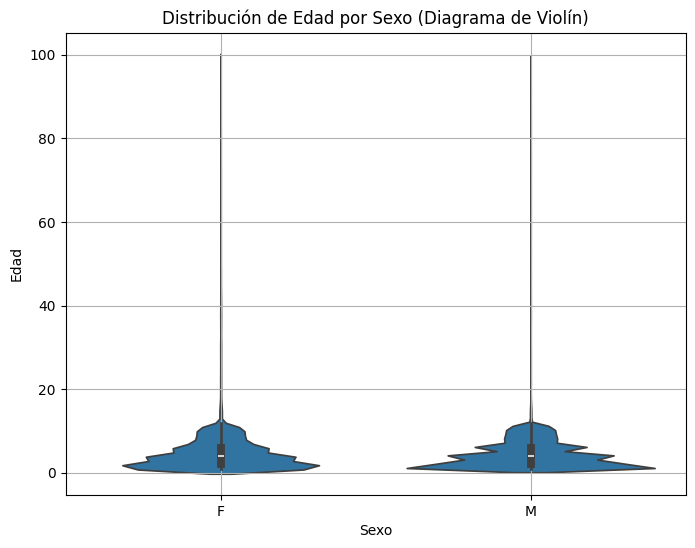 Distribución de Edad por Sexo (Diagrama de Violín)
100
80
60
40
20
0
Edad
F
M
Sexo